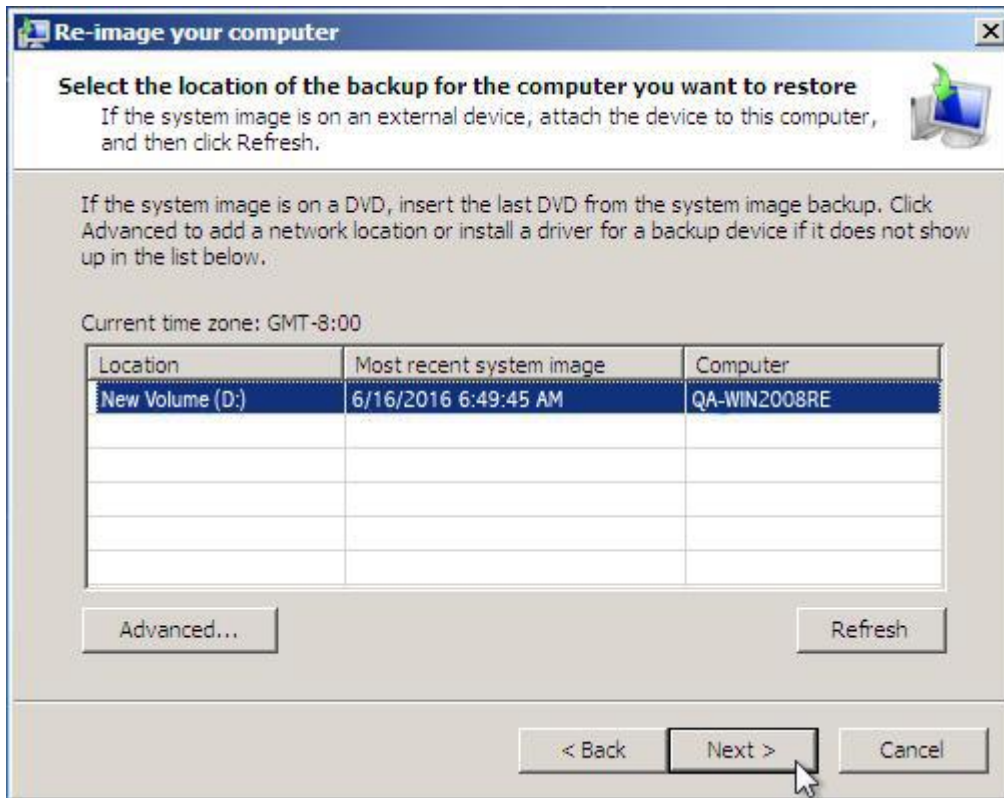 Re-image your computer
Select the location of the backup for the computer you want to restore
If the system image is on an external device, attach the device to this computer,
and then click Refresh.
If the system image is on a DVD, insert the last DVD from the system image backup. Click
Advanced to add a network location or install a driver for a backup device if it does not show
up in the list below.
Current time zone: GMT-8:00
Location Most recent system image Computer
New Volume (D:) 6/16/2016 6:49:45 AM QA-WIN2008RE
Advanced... Refresh
< Back Next > Cancel